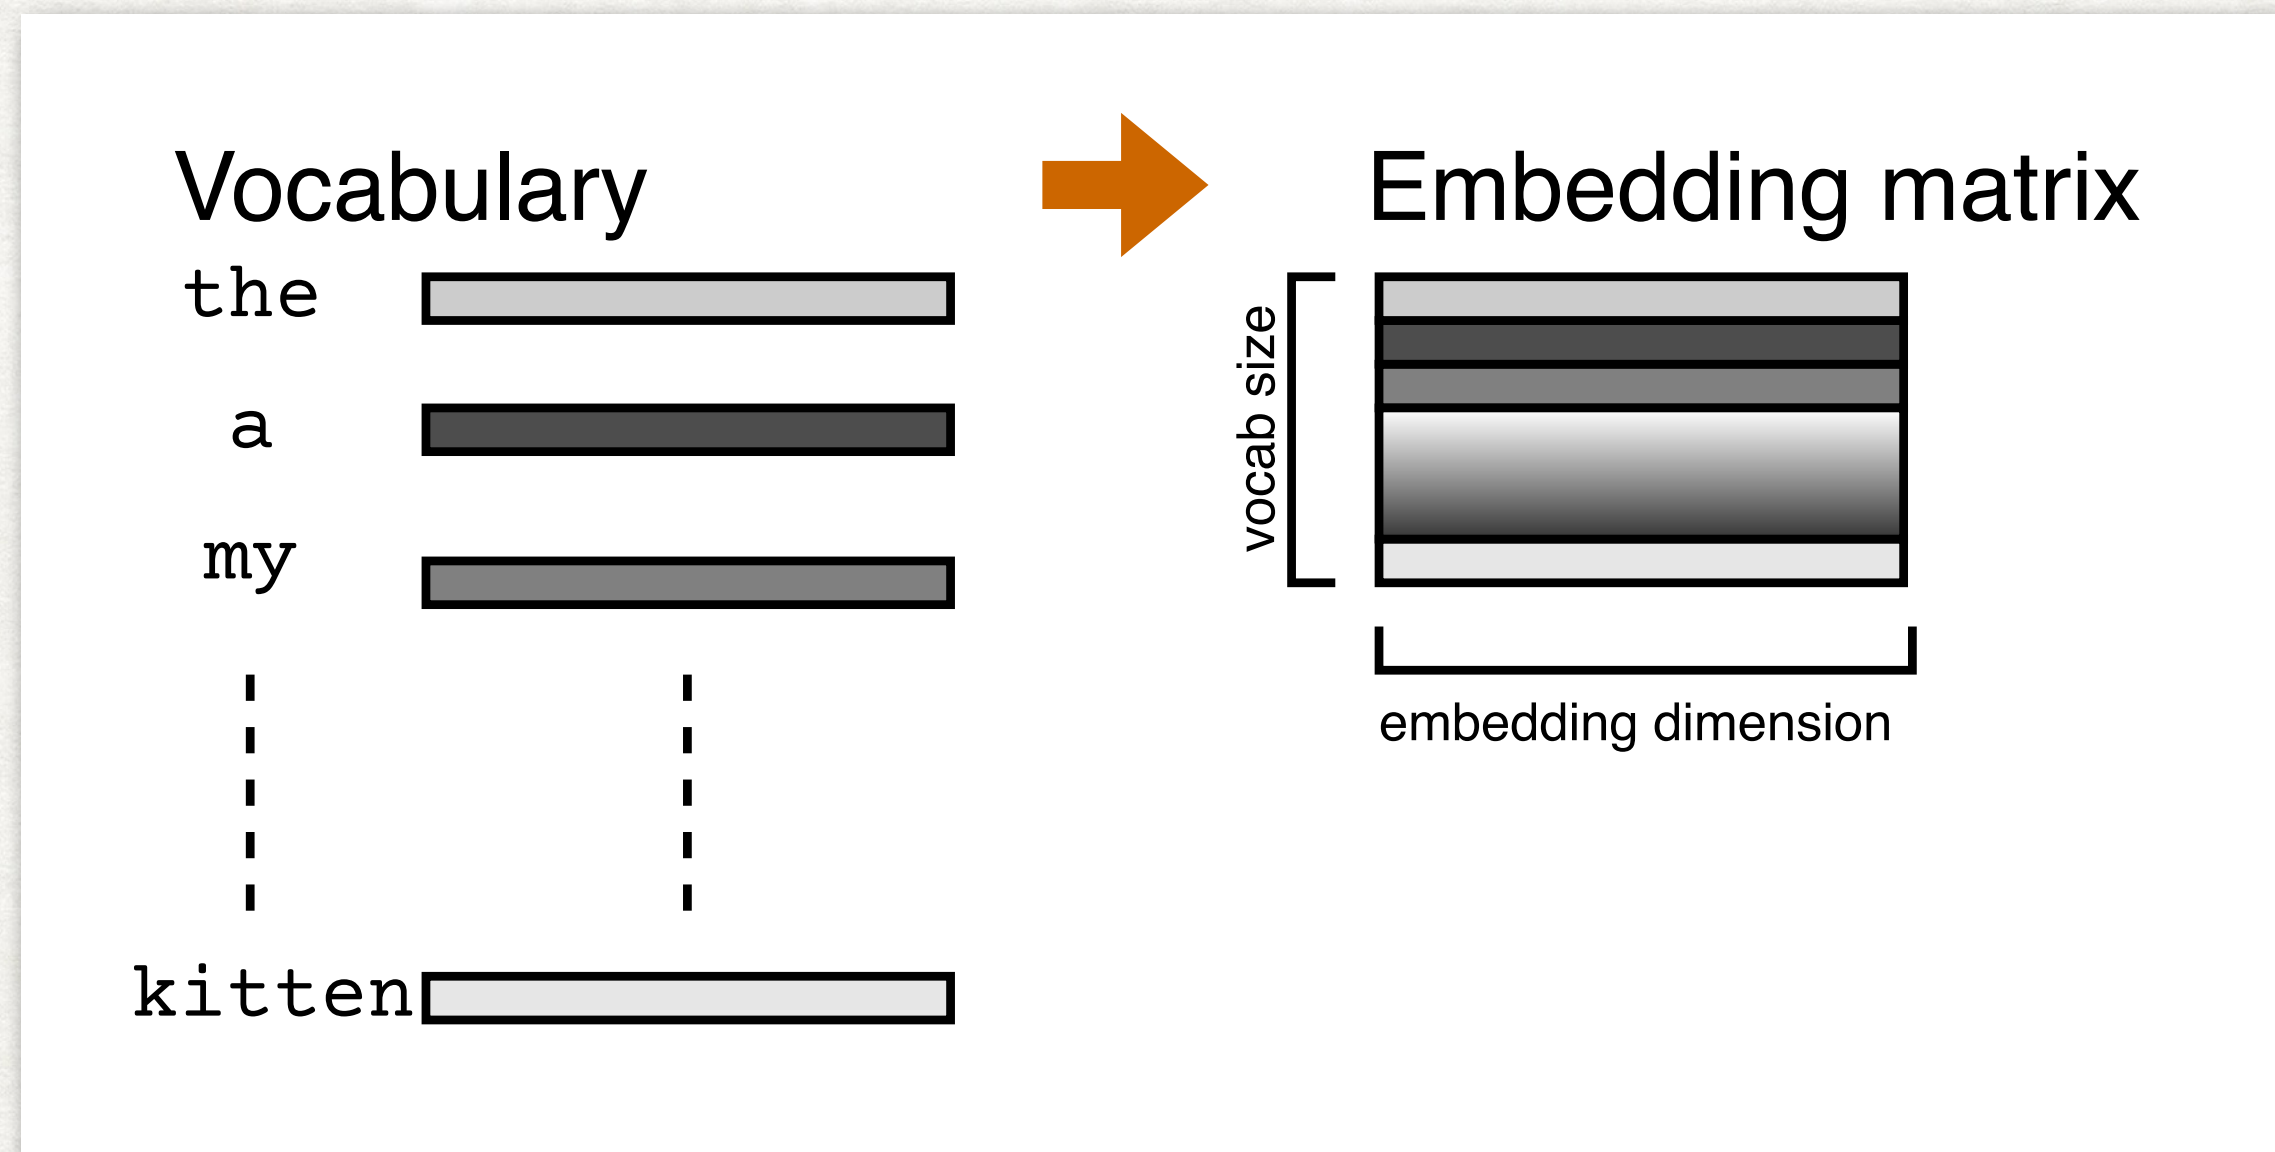 Vocabulary
the
a
my
kitten
Embedding matrix
vocab size
embedding dimension